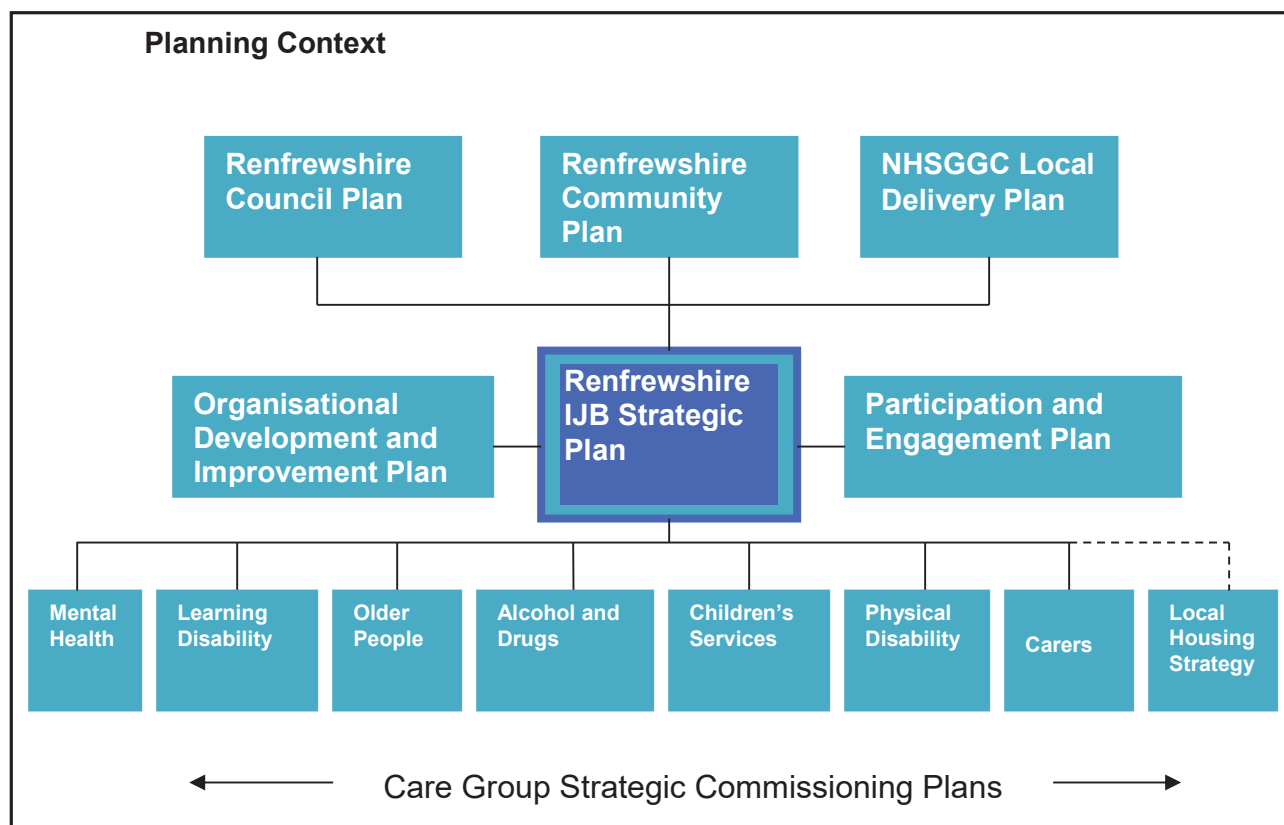 Planning Context
Renfrewshire
Council Plan
Renfrewshire
Community
Plan
NHSGGC Local
Delivery Plan
Organisational
Development and
Improvement Plan
Renfrewshire
IJB Strategic
Plan
Participation and
Engagement Plan
Mental
Health
Learning
Disability
Older
People
Alcohol and
Drugs
Children’s
Services
Physical
Disability
Carers
Local
Housing
Strategy
Care Group Strategic Commissioning Plans